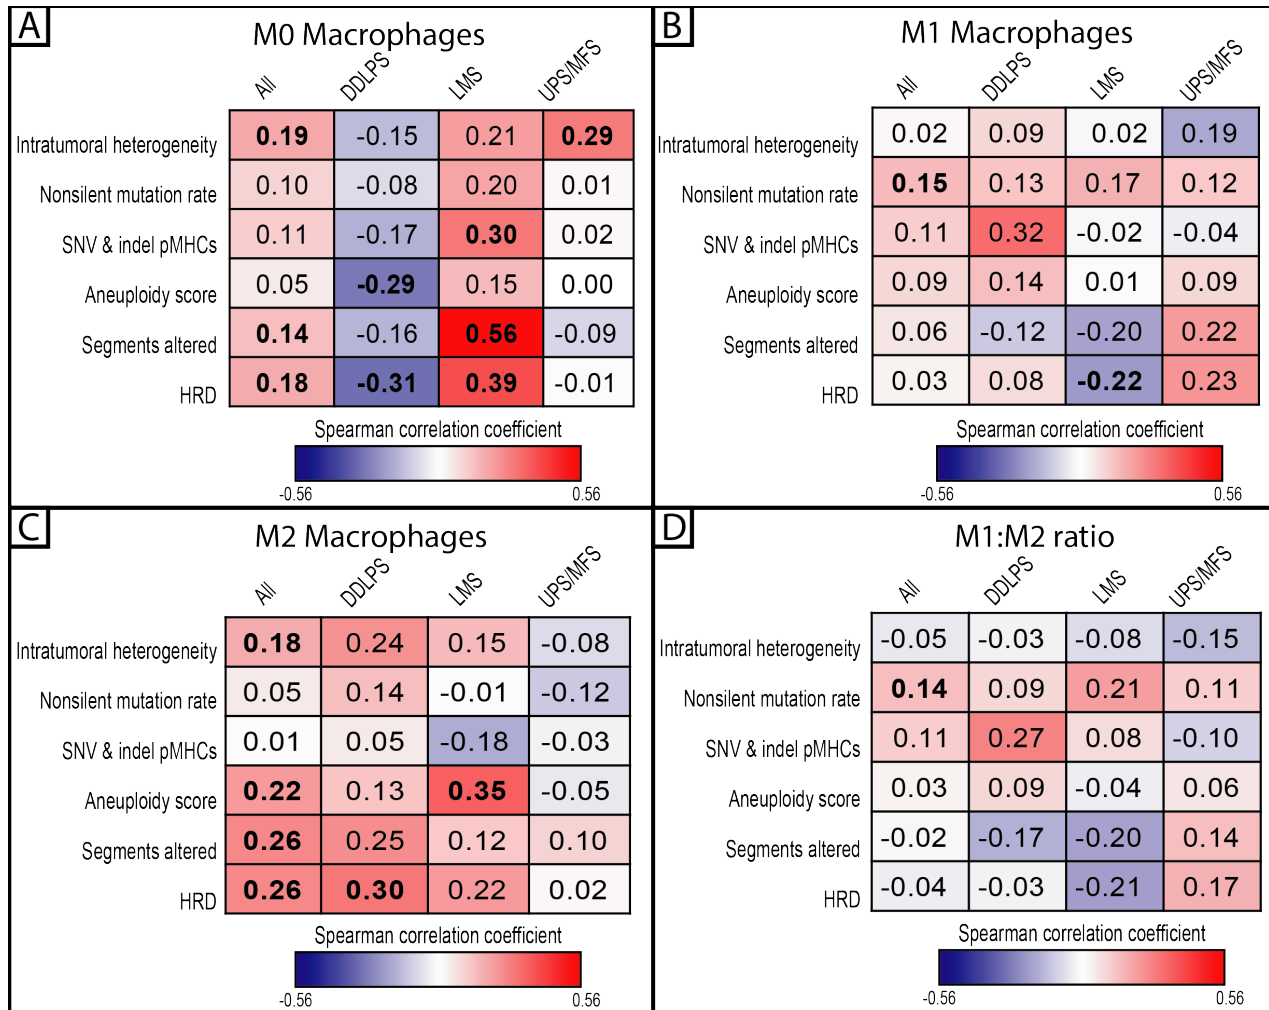 A
M0 Macrophages
All DDLPS LMS UPS/MFS
Intratumoral heterogeneity 0.19 -0.15 0.21 0.29
Nonsilent mutation rate 0.10 -0.08 0.20 0.01
SNV & indel pMHCs 0.11 -0.17 0.30 0.02
Aneuploidy score 0.05 -0.29 0.15 0.00
Segments altered 0.14 -0.16 0.56 -0.09
HRD 0.18 -0.31 0.39 -0.01
Spearman correlation coefficient
-0.56 0.56
B
M1 Macrophages
All DDLPS LMS UPS/MFS
Intratumoral heterogeneity 0.02 0.09 0.02 0.19
Nonsilent mutation rate 0.15 0.13 0.17 0.12
SNV & indel pMHCs 0.11 0.32 -0.02 -0.04
Aneuploidy score 0.09 0.14 0.01 0.09
Segments altered 0.06 -0.12 -0.20 0.22
HRD 0.03 0.08 -0.22 0.23
Spearman correlation coefficient
-0.56 0.56
C
M2 Macrophages
All DDLPS LMS UPS/MFS
Intratumoral heterogeneity 0.18 0.24 0.15 -0.08
Nonsilent mutation rate 0.05 0.14 -0.01 -0.12
SNV & indel pMHCs 0.01 0.05 -0.18 -0.03
Aneuploidy score 0.22 0.13 0.35 -0.05
Segments altered 0.26 0.25 0.12 0.10
HRD 0.26 0.30 0.22 0.02
Spearman correlation coefficient
-0.56 0.56
D
M1:M2 ratio
All DDLPS LMS UPS/MFS
Intratumoral heterogeneity -0.05 -0.03 -0.08 -0.15
Nonsilent mutation rate 0.14 0.09 0.21 0.11
SNV & indel pMHCs 0.11 0.27 0.08 -0.10
Aneuploidy score 0.03 0.09 -0.04 0.06
Segments altered -0.02 -0.17 -0.20 0.14
HRD -0.04 -0.03 -0.21 0.17
Spearman correlation coefficient
-0.56 0.56